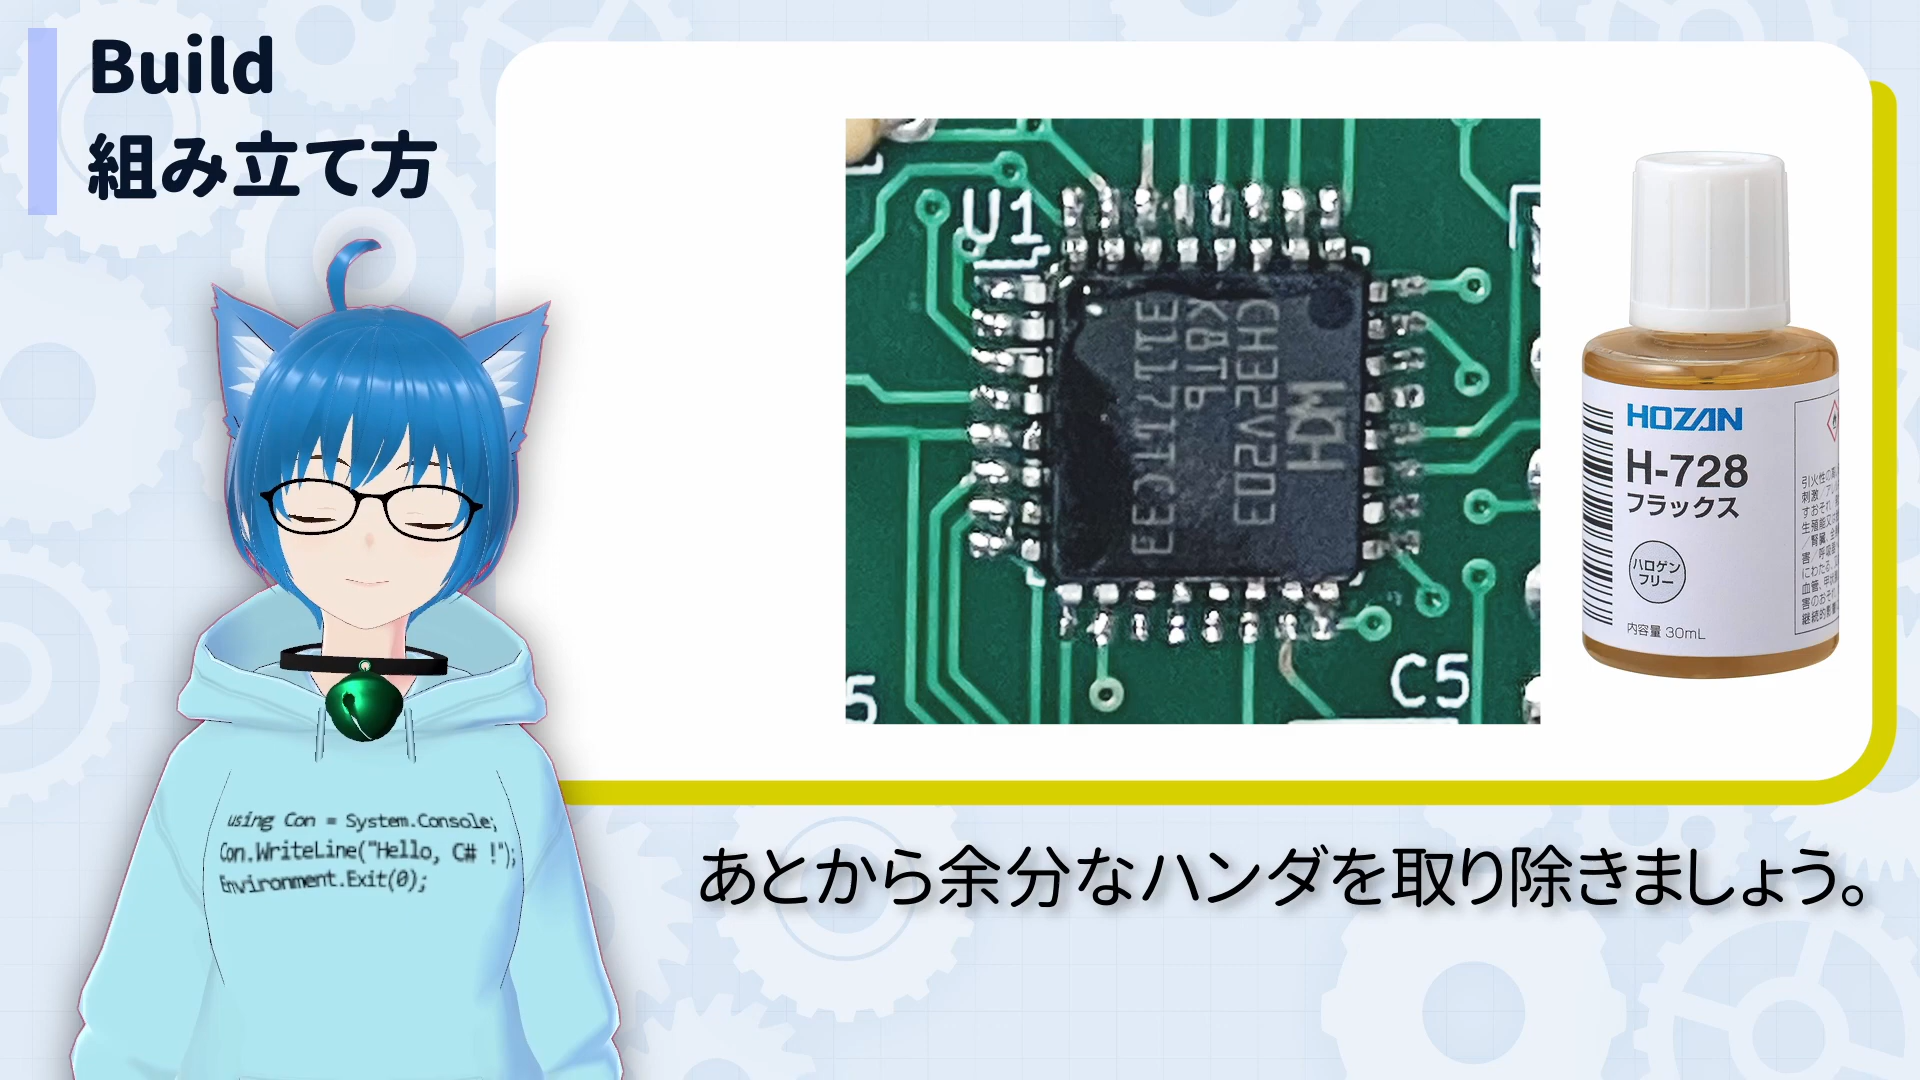 Build
組み立て方
U1
WCH
CH32V203
K8T6
31171TC33
C5
5
HOZAN
H-728
フラックス
ハロゲン
フリー
内容量 30mL
using Con = System.Console;
Con.WriteLine("Hello, C# !");
Environment.Exit(0);
あとから余分なハンダを取り除きましょう。